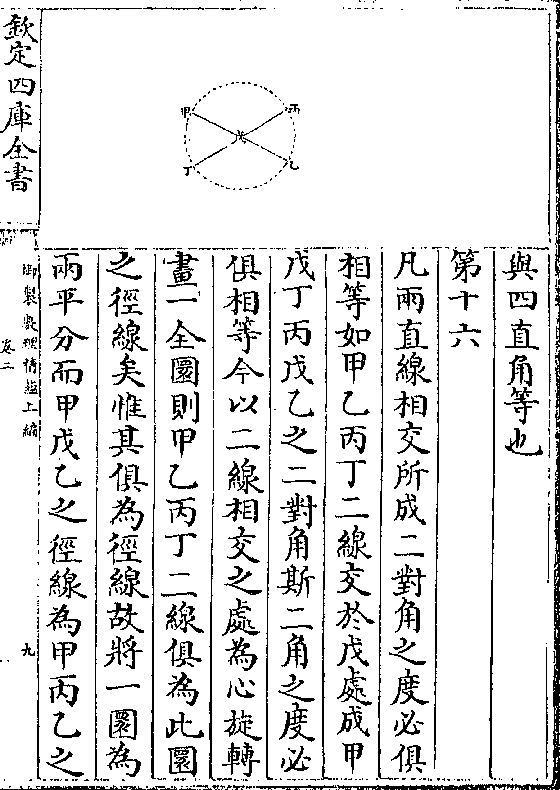 與四直角等也
第十六
凡兩直線相交所成二對角之度必俱
相等如甲乙丙丁二線交於戊處成甲
戊丁丙戊乙之二對角斯二角之度必
俱相等今以二線相交之處為心旋轉
畫一全圜則甲乙丙丁二線俱為此圜
之徑線矣惟其俱為徑線故將一圜為
兩平分而甲戊乙之徑線為甲丙乙之
甲
丙
戊
丁
乙
欽定四庫全書
御製數理精蘊上編
卷二
九